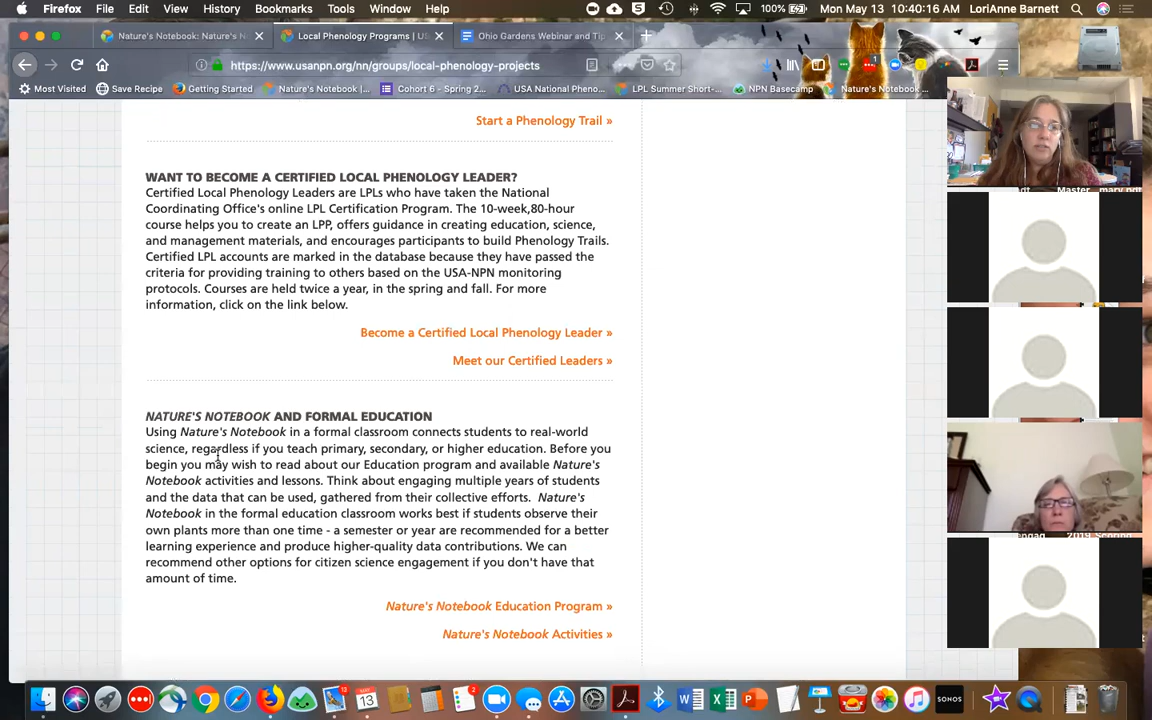 Firefox File Edit View History Bookmarks Tools Window Help 100% Mon May 13 10:40:16 AM LoriAnne Barnett
Nature's Notebook: Nature's N
Local Phenology Programs | US
Ohio Gardens Webinar and Tip
https://www.usanpn.org/nn/groups/local-phenology-projects
Most Visited Save Recipe Getting Started Nature's Notebook |... Cohort 6 - Spring 2... USA National Pheno... LPL Summer Short-... NPN Basecamp Nature's Notebook ...
Start a Phenology Trail »
WANT TO BECOME A CERTIFIED LOCAL PHENOLOGY LEADER?
Certified Local Phenology Leaders are LPLs who have taken the National
Coordinating Office's online LPL Certification Program. The 10-week,80-hour
course helps you to create an LPP, offers guidance in creating education, science,
and management materials, and encourages participants to build Phenology Trails.
Certified LPL accounts are marked in the database because they have passed the
criteria for providing training to others based on the USA-NPN monitoring
protocols. Courses are held twice a year, in the spring and fall. For more
information, click on the link below.
Become a Certified Local Phenology Leader »
Meet our Certified Leaders »
NATURE'S NOTEBOOK AND FORMAL EDUCATION
Using Nature's Notebook in a formal classroom connects students to real-world
science, regardless if you teach primary, secondary, or higher education. Before you
begin you may wish to read about our Education program and available Nature's
Notebook activities and lessons. Think about engaging multiple years of students
and the data that can be used, gathered from their collective efforts. Nature's
Notebook in the formal education classroom works best if students observe their
own plants more than one time - a semester or year are recommended for a better
learning experience and produce higher-quality data contributions. We can
recommend other options for citizen science engagement if you don't have that
amount of time.
Nature's Notebook Education Program »
Nature's Notebook Activities »
SONOS